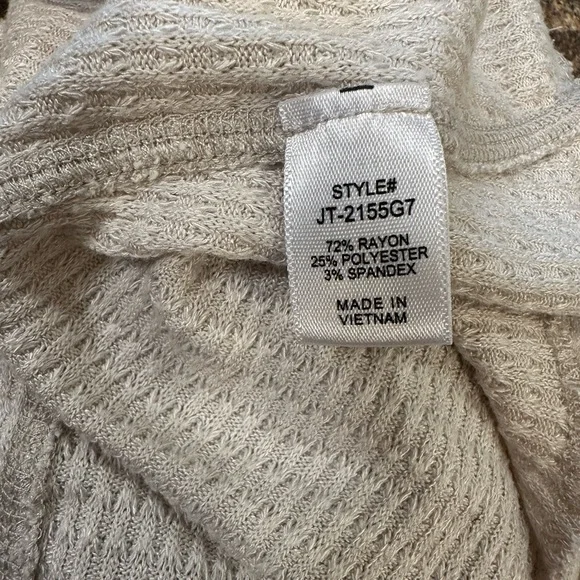 STYLE#
JT-2155G7
72% RAYON
25% POLYESTER
3% SPANDEX
MADE IN
VIETNAM